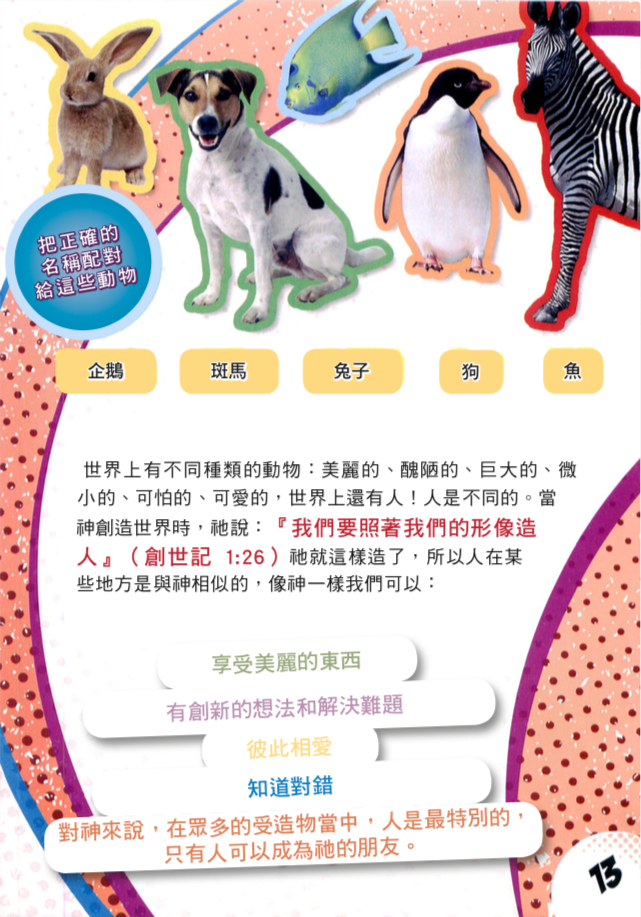 把正確的
名稱配對
給這些動物
企鵝 斑馬 兔子 狗 魚
世界上有不同種類的動物：美麗的、醜陋的、巨大的、微
小的、可怕的、可愛的，世界上還有人！人是不同的。當
神創造世界時，祂說：『我們要照著我們的形像造
人』（創世記 1:26）祂就這樣造了，所以人在某
些地方是與神相似的，像神一樣我們可以：
享受美麗的東西
有創新的想法和解決難題
彼此相愛
知道對錯
對神來說，在眾多的受造物當中，人是最特別的，
只有人可以成為祂的朋友。
13